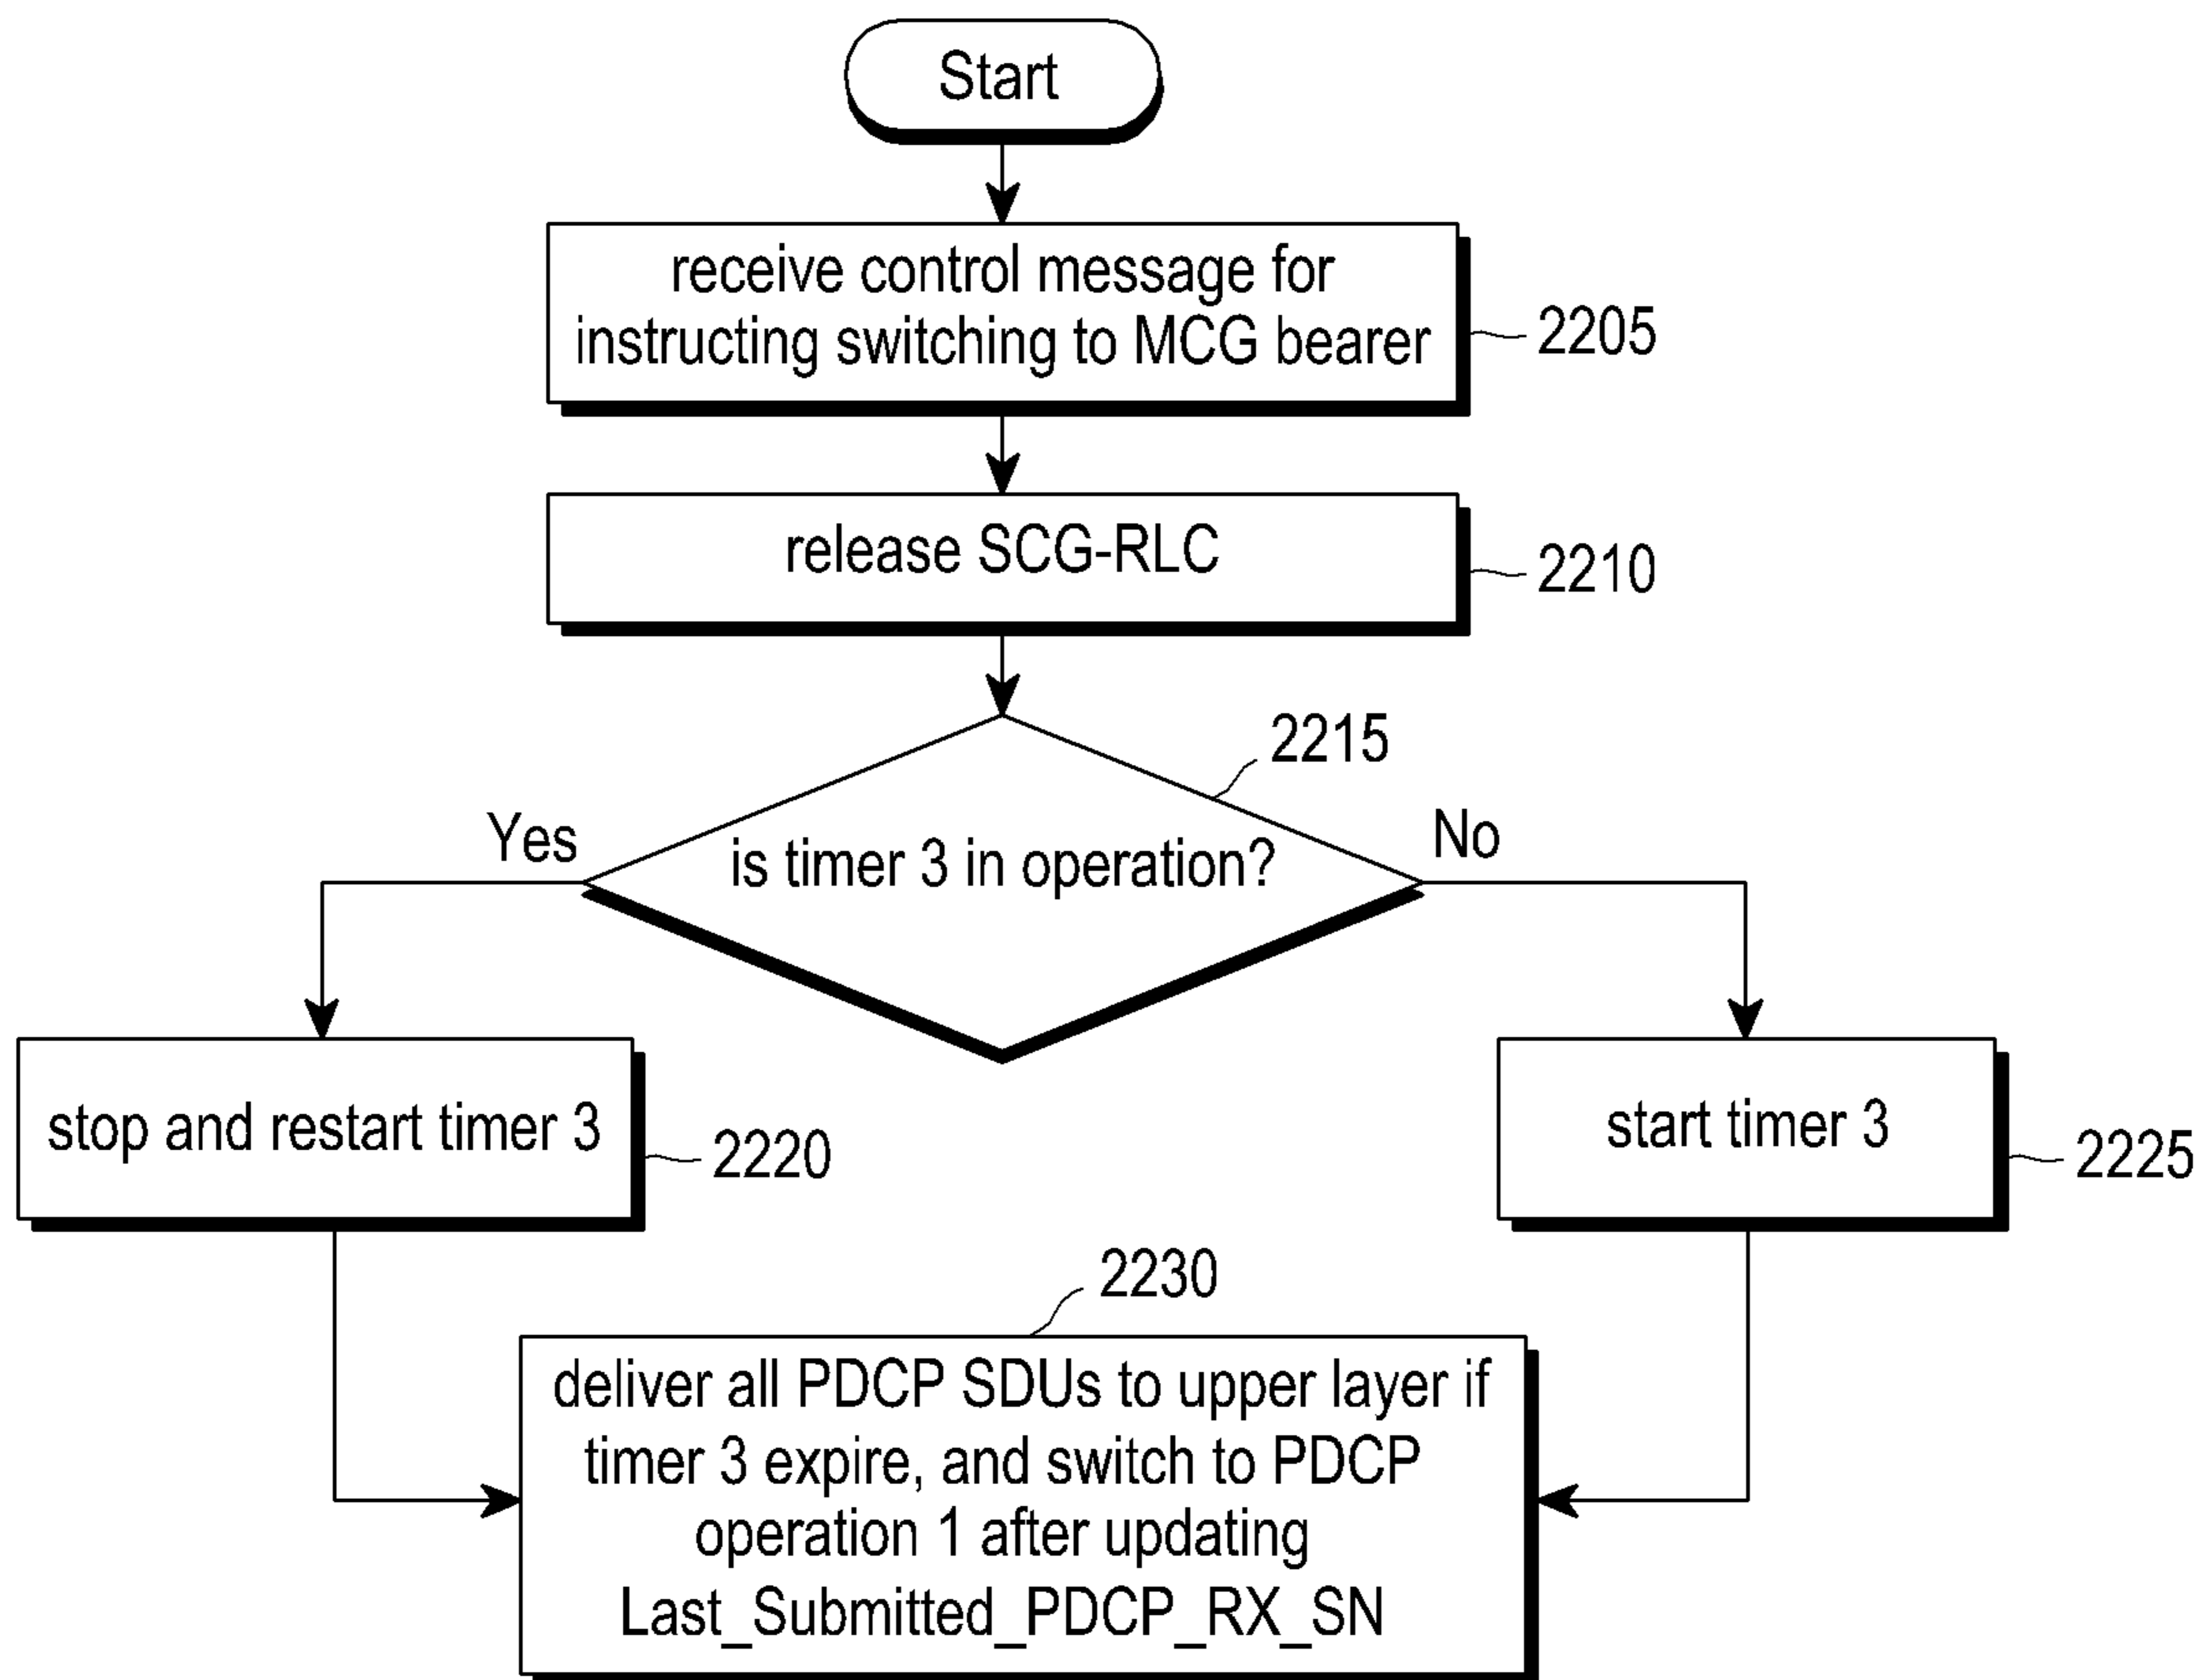 Start
receive control message for
instructing switching to MCG bearer
2205
release SCG-RLC
2210
2215
Yes
is timer 3 in operation?
No
stop and restart timer 3
2220
start timer 3
2225
2230
deliver all PDCP SDUs to upper layer if
timer 3 expire, and switch to PDCP
operation 1 after updating
Last_Submitted_PDCP_RX_SN